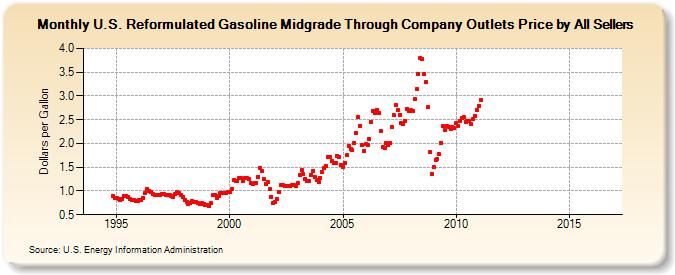 Monthly U.S. Reformulated Gasoline Midgrade Through Company Outlets Price by All Sellers
Dollars per Gallon
4.0
3.5
3.0
2.5
2.0
1.5
1.0
0.5
1995 2000 2005 2010 2015
Source: U.S. Energy Information Administration